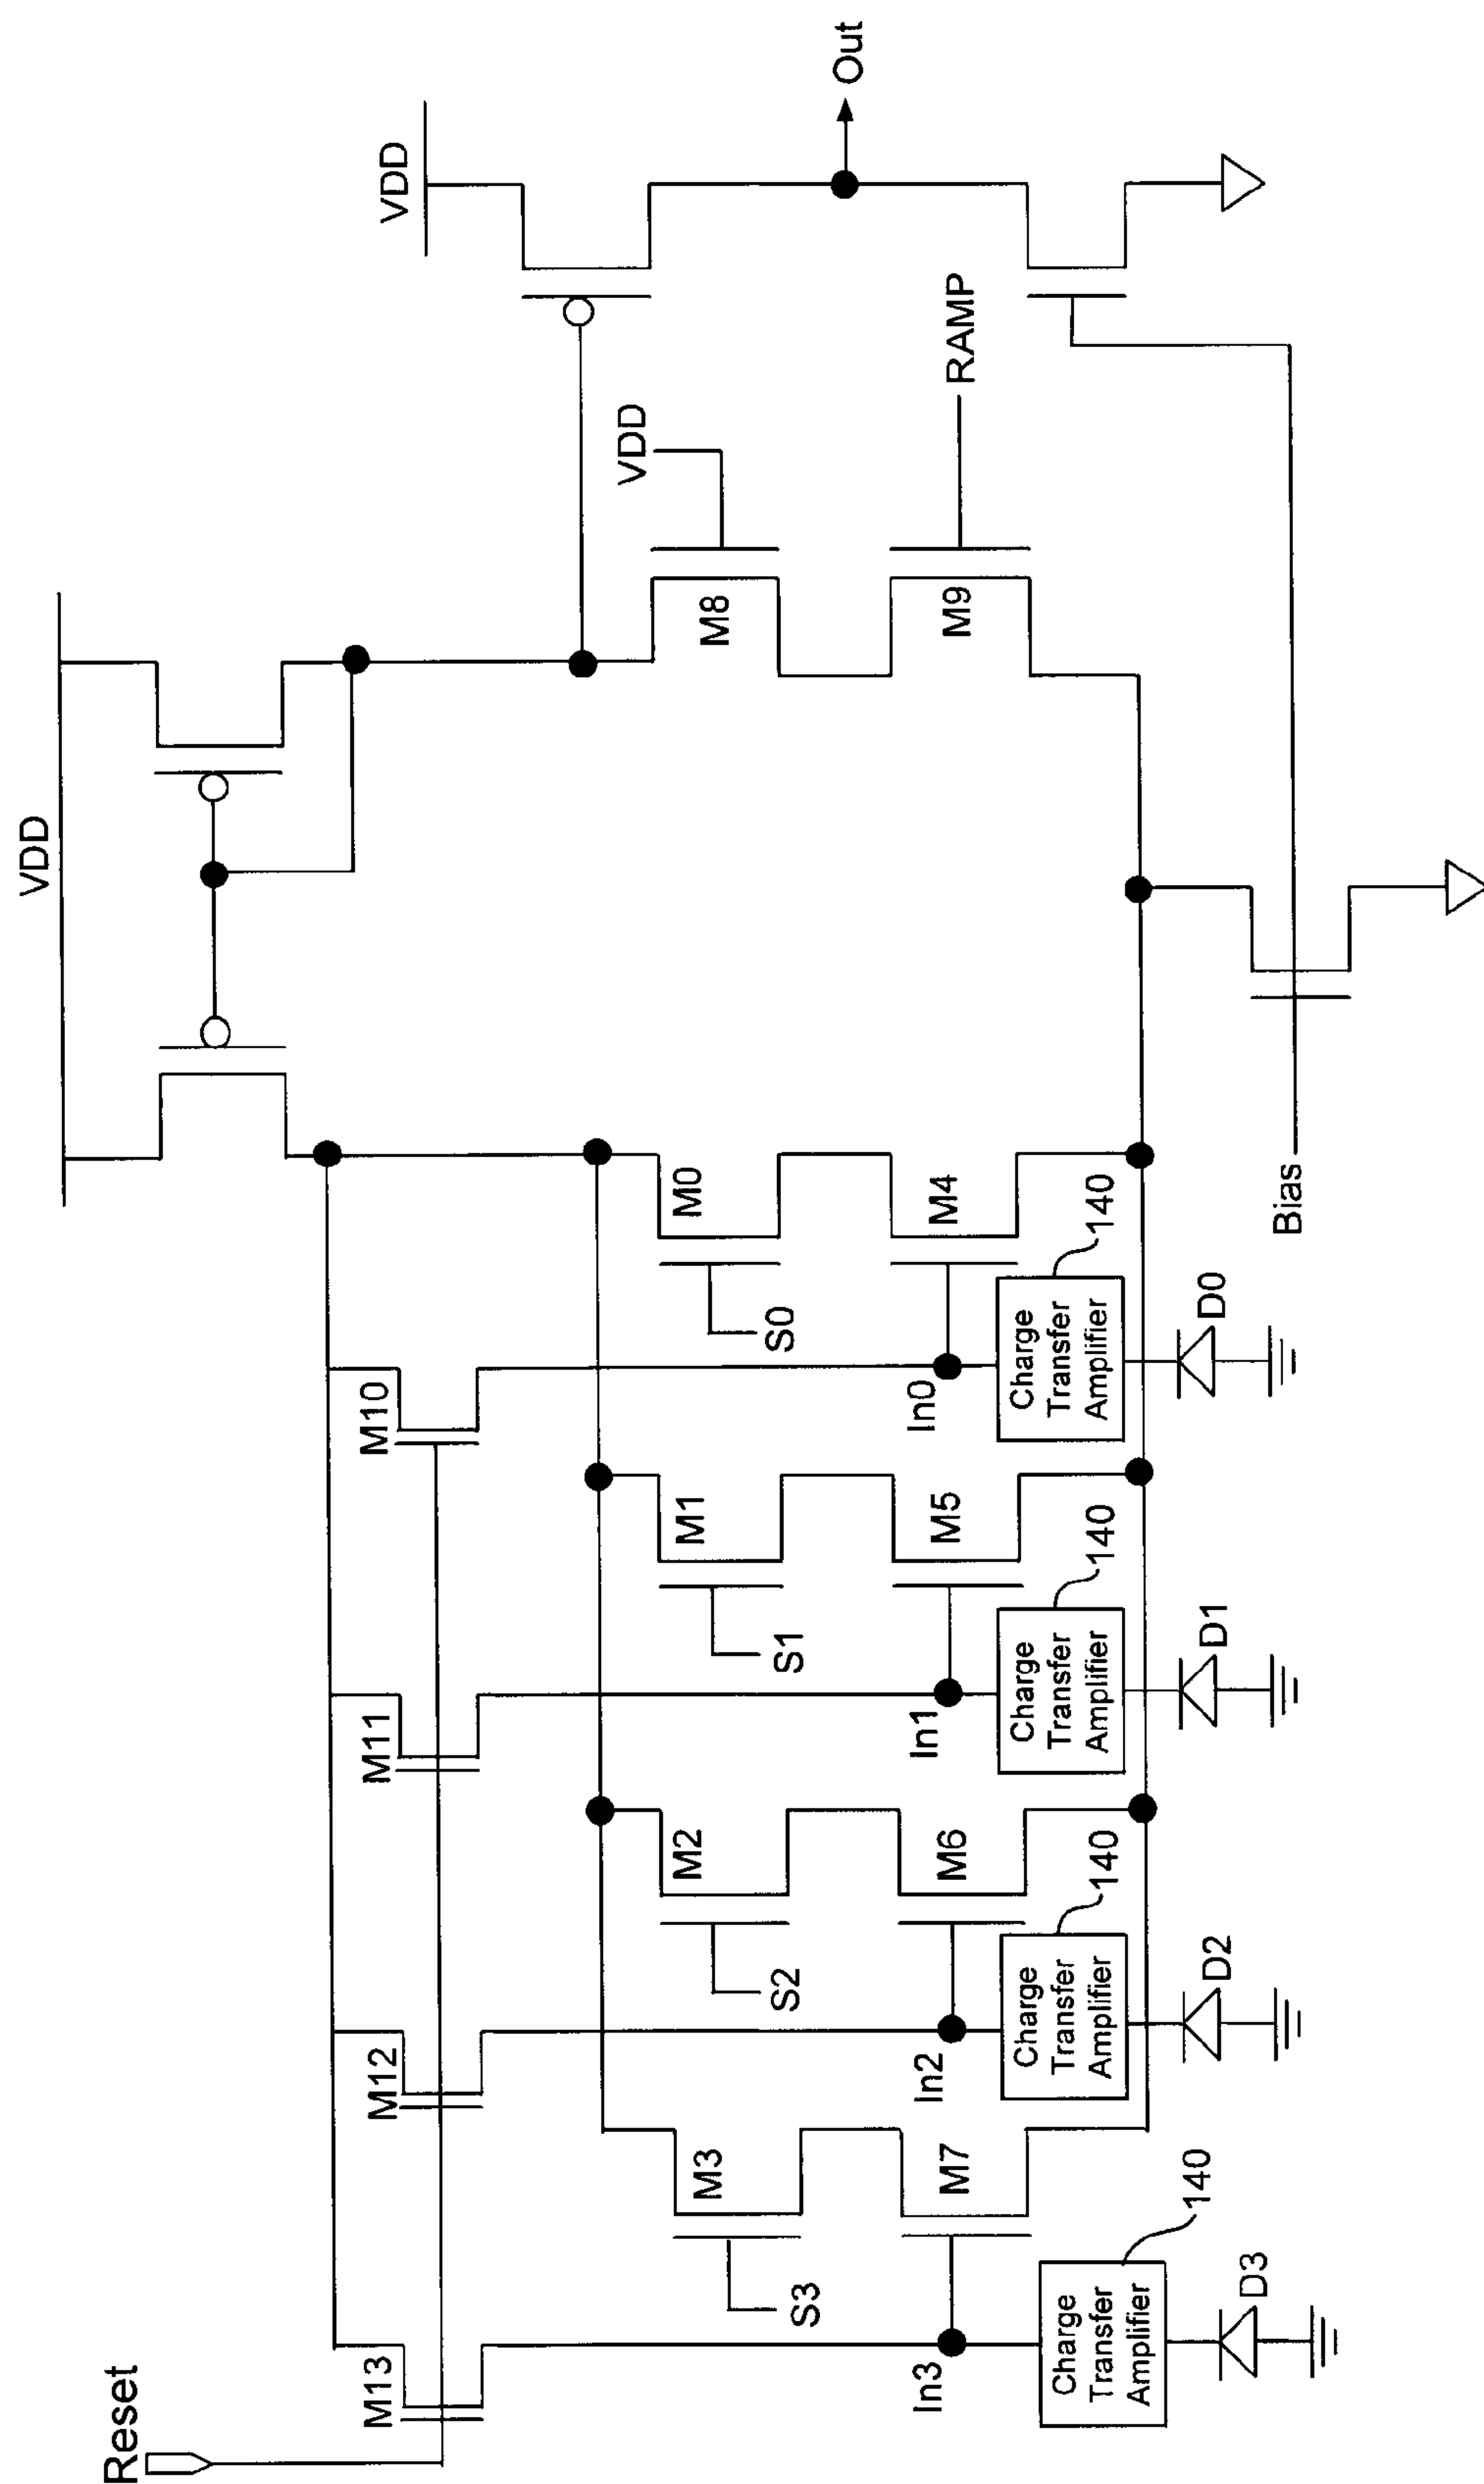 Reset
VDD
VDD
M13
M12
M11
M10
VDD
Out
M3
M2
M1
M0
M8
S3
S2
S1
S0
RAMP
M7
M6
M5
M4
M9
In3
In2
In1
In0
Charge
Transfer
Amplifier
140
Charge
Transfer
Amplifier
140
Charge
Transfer
Amplifier
140
Charge
Transfer
Amplifier
140
D3
D2
D1
D0
Bias